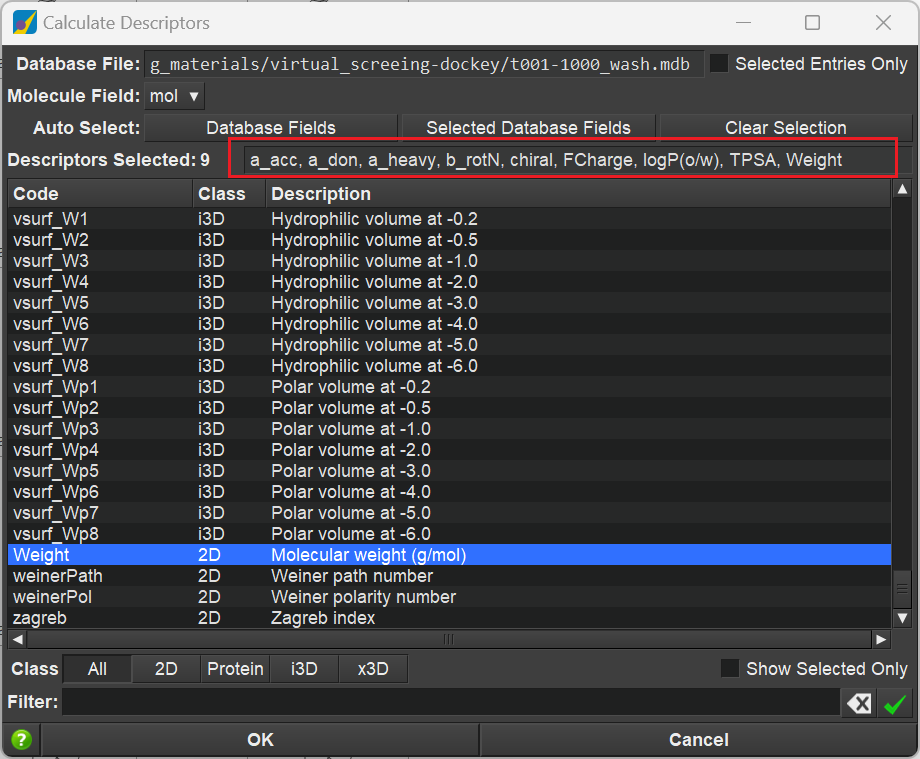 Calculate Descriptors
Database File: g_materials/virtual_screeing-dockey/t001-1000_wash.mdb Selected Entries Only
Molecule Field: mol ▼
Auto Select: Database Fields Selected Database Fields Clear Selection
Descriptors Selected: 9 a_acc, a_don, a_heavy, b_rotN, chiral, FCharge, logP(o/w), TPSA, Weight
Code Class Description
vsurf_W1 i3D Hydrophilic volume at -0.2
vsurf_W2 i3D Hydrophilic volume at -0.5
vsurf_W3 i3D Hydrophilic volume at -1.0
vsurf_W4 i3D Hydrophilic volume at -2.0
vsurf_W5 i3D Hydrophilic volume at -3.0
vsurf_W6 i3D Hydrophilic volume at -4.0
vsurf_W7 i3D Hydrophilic volume at -5.0
vsurf_W8 i3D Hydrophilic volume at -6.0
vsurf_Wp1 i3D Polar volume at -0.2
vsurf_Wp2 i3D Polar volume at -0.5
vsurf_Wp3 i3D Polar volume at -1.0
vsurf_Wp4 i3D Polar volume at -2.0
vsurf_Wp5 i3D Polar volume at -3.0
vsurf_Wp6 i3D Polar volume at -4.0
vsurf_Wp7 i3D Polar volume at -5.0
vsurf_Wp8 i3D Polar volume at -6.0
Weight 2D Molecular weight (g/mol)
weinerPath 2D Weiner path number
weinerPol 2D Weiner polarity number
zagreb 2D Zagreb index
Class All 2D Protein i3D x3D Show Selected Only
Filter:
? OK Cancel